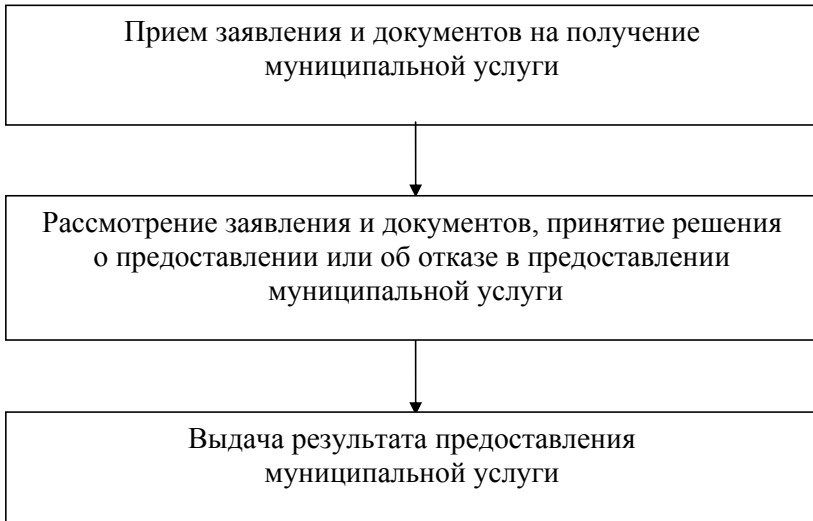 Прием заявления и документов на получение
муниципальной услуги
Рассмотрение заявления и документов, принятие решения
о предоставлении или об отказе в предоставлении
муниципальной услуги
Выдача результата предоставления
муниципальной услуги